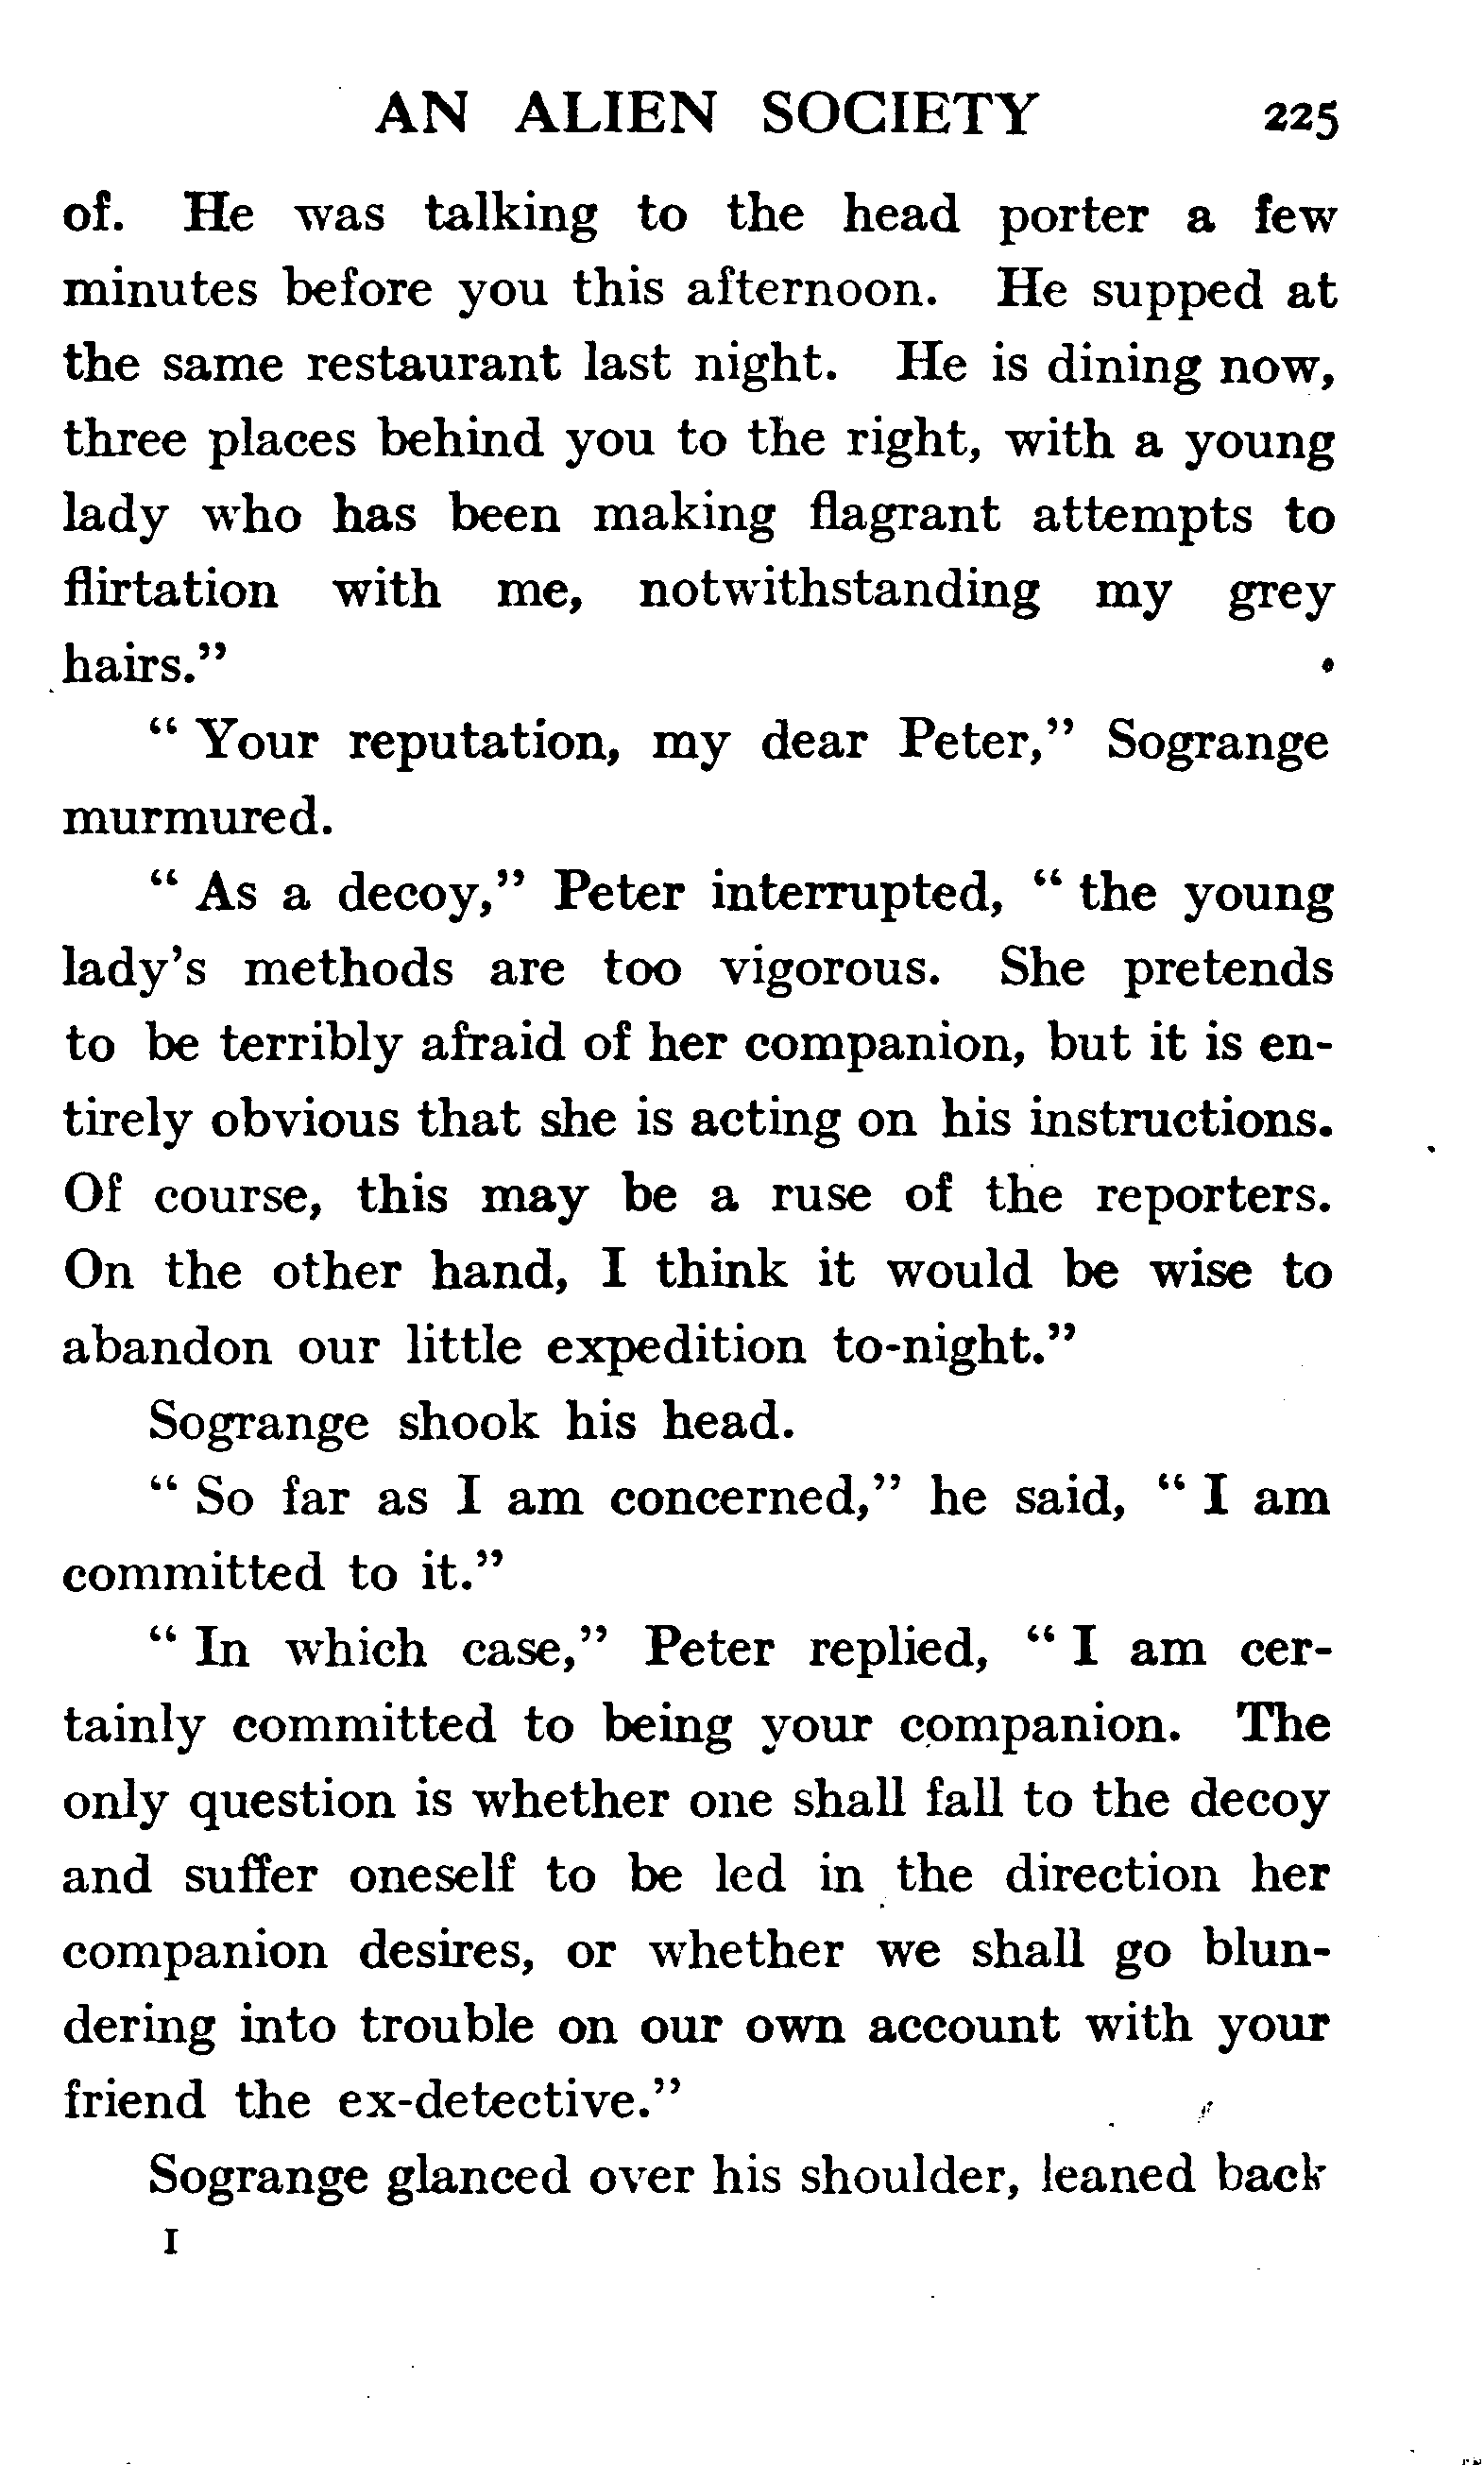 AN ALIEN SOCIETY 225
of. He was talking to the head porter a few
minutes before you this afternoon. He supped at
the same restaurant last night. He is dining now,
three places behind you to the right, with a young
lady who has been making flagrant attempts to
flirtation with me, notwithstanding my grey
hairs."
" Your reputation, my dear Peter," Sogrange
murmured.
" As a decoy," Peter interrupted, " the young
lady's methods are too vigorous. She pretends
to be terribly afraid of her companion, but it is en-
tirely obvious that she is acting on his instructions.
Of course, this may be a ruse of the reporters.
On the other hand, I think it would be wise to
abandon our little expedition to-night."
Sogrange shook his head.
" So far as I am concerned," he said, " I am
committed to it."
" In which case," Peter replied, " I am cer-
tainly committed to being your companion. The
only question is whether one shall fall to the decoy
and suffer oneself to be led in the direction her
companion desires, or whether we shall go blun-
dering into trouble on our own account with your
friend the ex-detective."
Sogrange glanced over his shoulder, leaned back
I